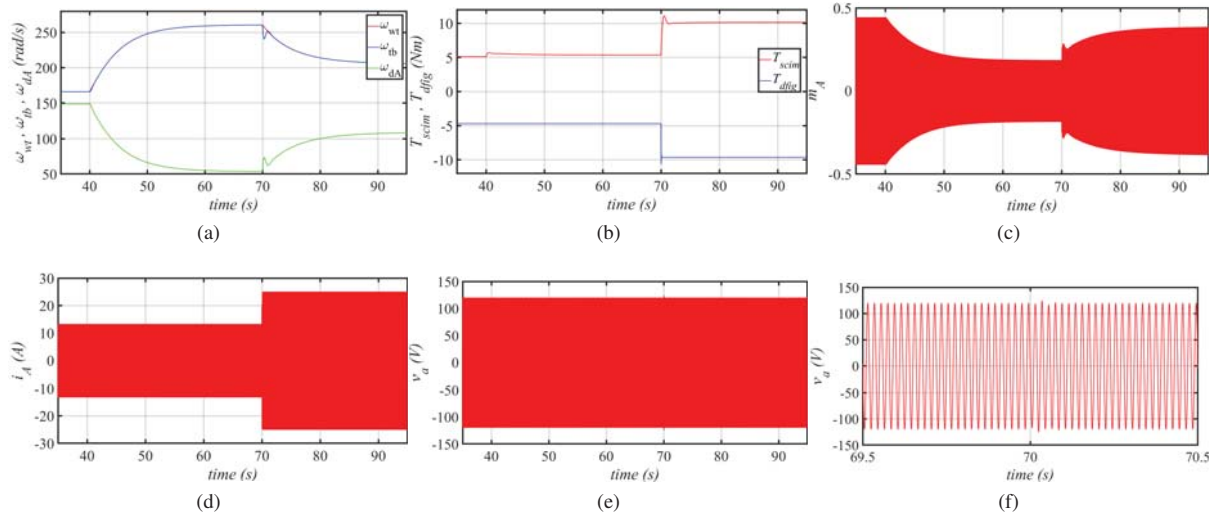 ω_wt, ω_tb, ω_dA (rad/s)
250
200
150
100
50
40 50 60 70 80 90
time (s)
ω_wt
ω_tb
ω_dA
(a)
T_scim, T_dfig (Nm)
10
5
0
-5
-10
40 50 60 70 80 90
time (s)
T_scim
T_dfig
(b)
m_A
0.5
0
-0.5
40 50 60 70 80 90
time (s)
(c)
i_A (A)
30
20
10
0
-10
-20
-30
40 50 60 70 80 90
time (s)
(d)
v_a (V)
150
100
50
0
-50
-100
-150
40 50 60 70 80 90
time (s)
(e)
v_a (V)
150
100
50
0
-50
-100
-150
69.5 70 70.5
time (s)
(f)